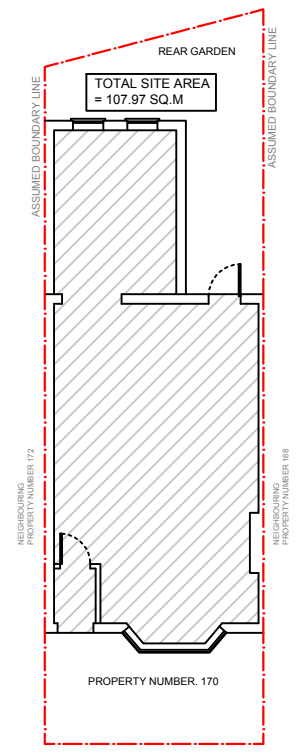 REAR GARDEN
TOTAL SITE AREA
= 107.97 SQ.M
ASSUMED BOUNDARY LINE
ASSUMED BOUNDARY LINE
NEIGHBOURING
PROPERTY NUMBER 172
NEIGHBOURING
PROPERTY NUMBER 168
PROPERTY NUMBER. 170